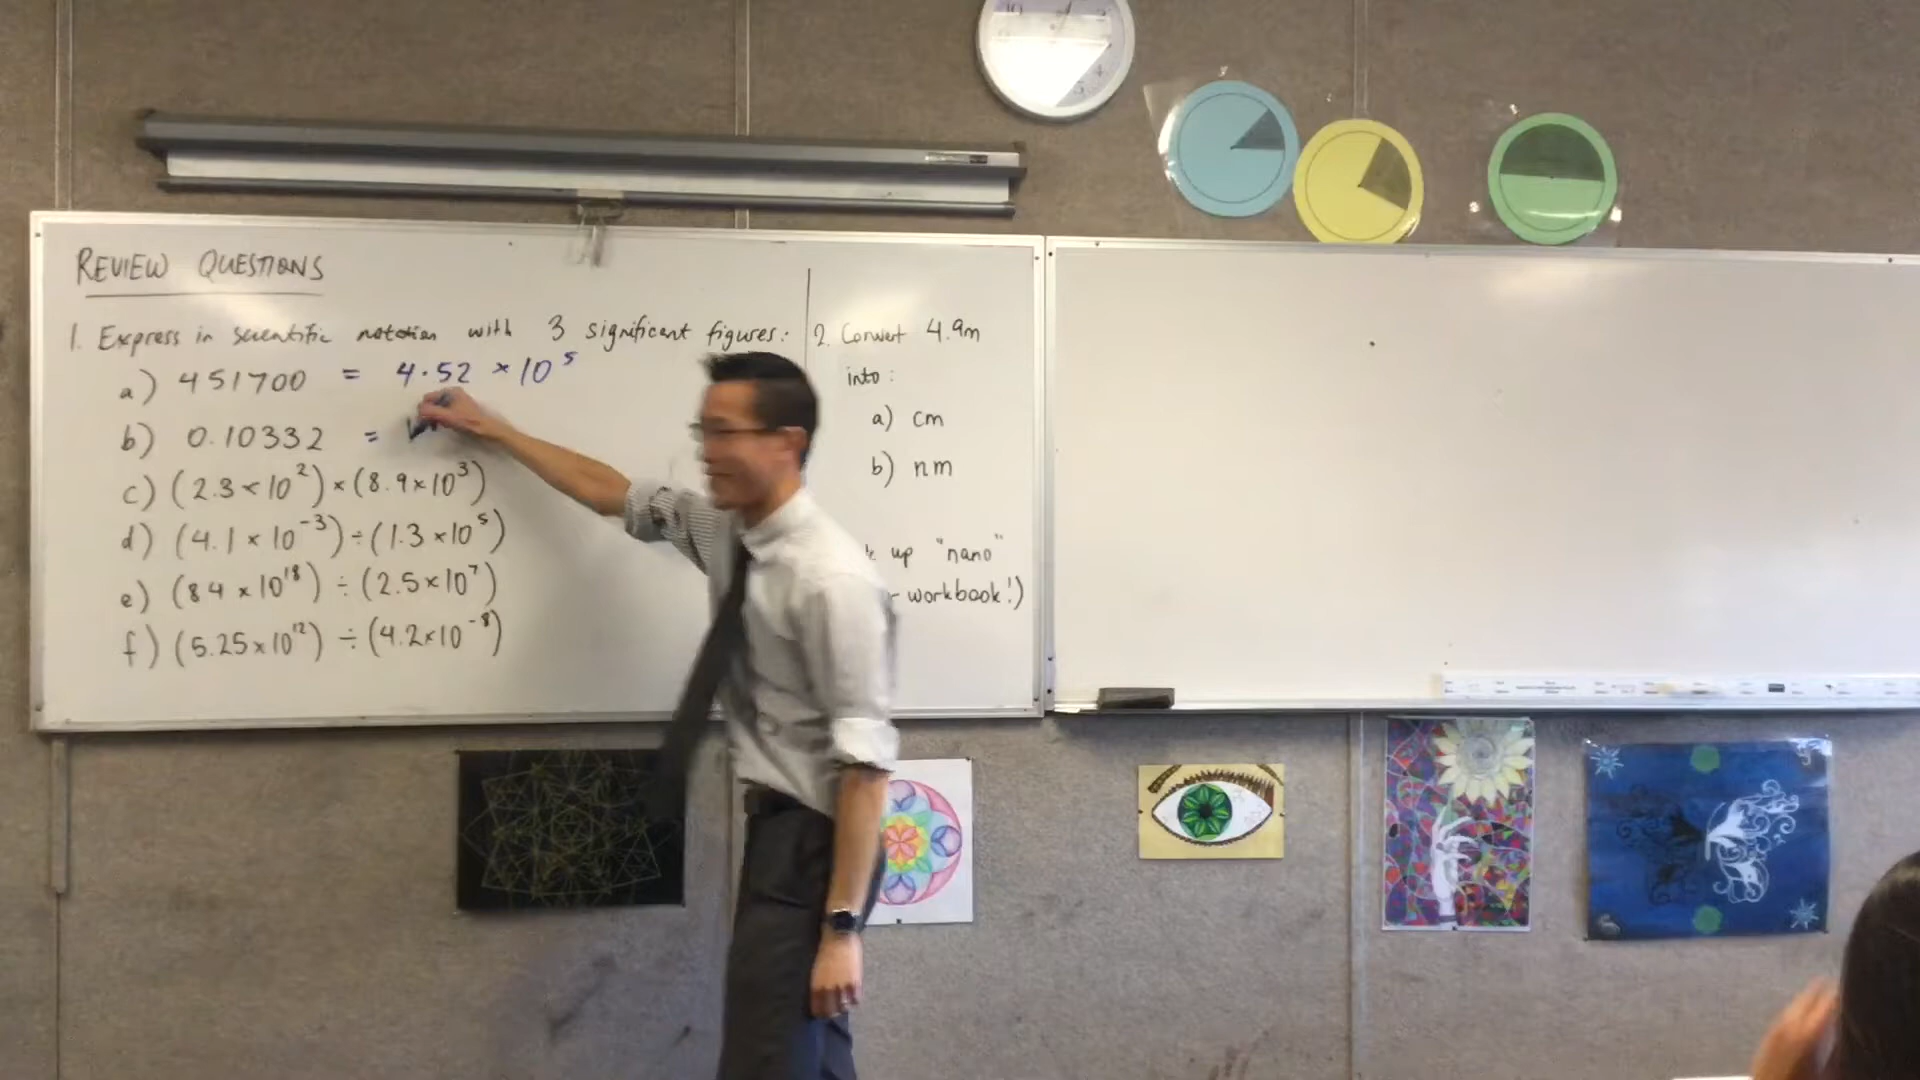 REVIEW QUESTIONS
1. Express in scientific notation with 3 significant figures:
a) 451700 = 4.52 × 10⁵
b) 0.10332 =
c) (2.3 × 10²) × (8.9 × 10³)
d) (4.1 × 10⁻³) ÷ (1.3 × 10⁵)
e) (84 × 10¹⁸) ÷ (2.5 × 10⁷)
f) (5.25 × 10¹²) ÷ (4.2 × 10⁻⁸)
2. Convert 4.9m
into:
a) cm
b) nm
up "nano"
workbook!)